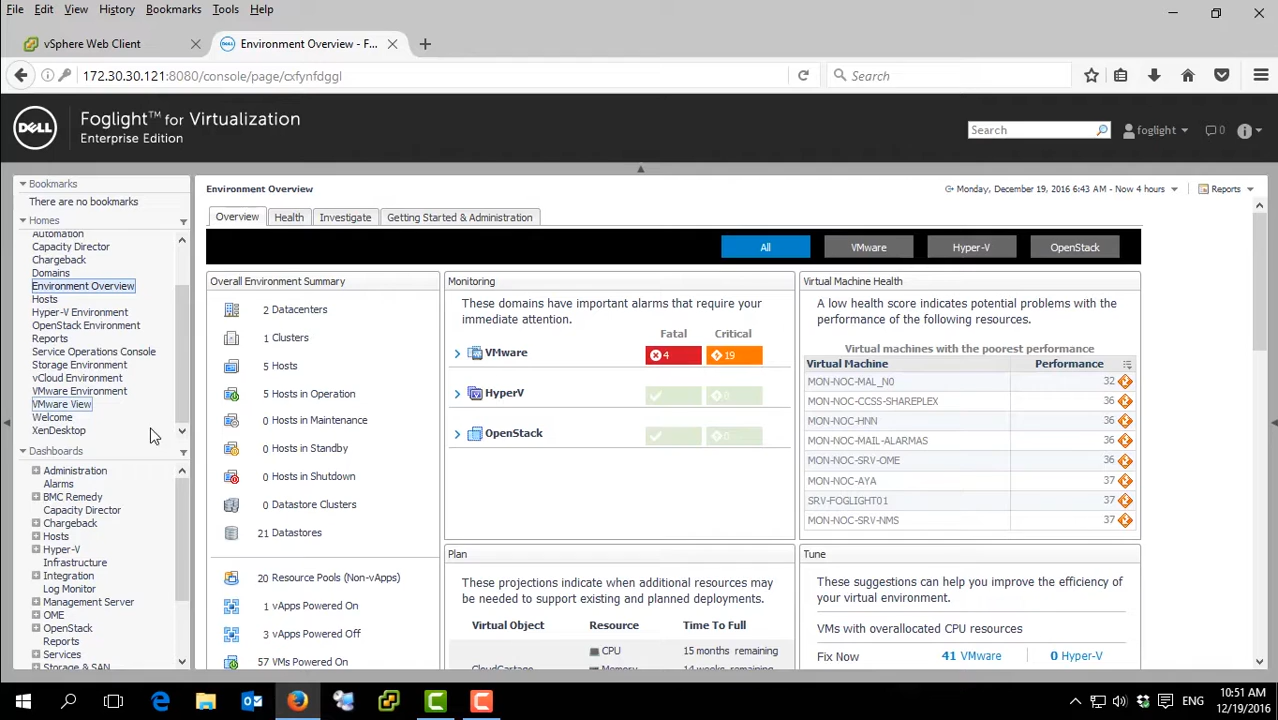 File Edit View History Bookmarks Tools Help
vSphere Web Client
Environment Overview - F...
172.30.30.121:8080/console/page/cxfynfdggl
Search
DELL
Foglight™ for Virtualization
Enterprise Edition
Search
foglight
0
Bookmarks
There are no bookmarks
Homes
Automation
Capacity Director
Chargeback
Domains
Environment Overview
Hosts
Hyper-V Environment
OpenStack Environment
Reports
Service Operations Console
Storage Environment
vCloud Environment
VMware Environment
VMware View
Welcome
XenDesktop
Dashboards
Administration
Alarms
BMC Remedy
Capacity Director
Chargeback
Hosts
Hyper-V
Infrastructure
Integration
Log Monitor
Management Server
OME
OpenStack
Reports
Services
Storage & SAN
Environment Overview
Monday, December 19, 2016 6:43 AM - Now 4 hours
Reports
Overview Health Investigate Getting Started & Administration
All VMware Hyper-V OpenStack
Overall Environment Summary
2 Datacenters
1 Clusters
5 Hosts
5 Hosts in Operation
0 Hosts in Maintenance
0 Hosts in Standby
0 Hosts in Shutdown
0 Datastore Clusters
21 Datastores
20 Resource Pools (Non-vApps)
1 vApps Powered On
3 vApps Powered Off
57 VMs Powered On
Monitoring
These domains have important alarms that require your
immediate attention.
Fatal Critical
VMware 4 19
HyperV 0
OpenStack 0
Plan
These projections indicate when additional resources may
be needed to support existing and planned deployments.
Virtual Object Resource Time To Full
CPU 15 months remaining
CloudCartage Memory 14 weeks remaining
Virtual Machine Health
A low health score indicates potential problems with the
performance of the following resources.
Virtual machines with the poorest performance
Virtual Machine Performance
MON-NOC-MAL_N0 32
MON-NOC-CCSS-SHAREPLEX 36
MON-NOC-HNN 36
MON-NOC-MAIL-ALARMAS 36
MON-NOC-SRV-OME 36
MON-NOC-AYA 37
SRV-FOGLIGHT01 37
MON-NOC-SRV-NMS 37
Tune
These suggestions can help you improve the efficiency of
your virtual environment.
VMs with overallocated CPU resources
Fix Now 41 VMware 0 Hyper-V
ENG
10:51 AM
12/19/2016